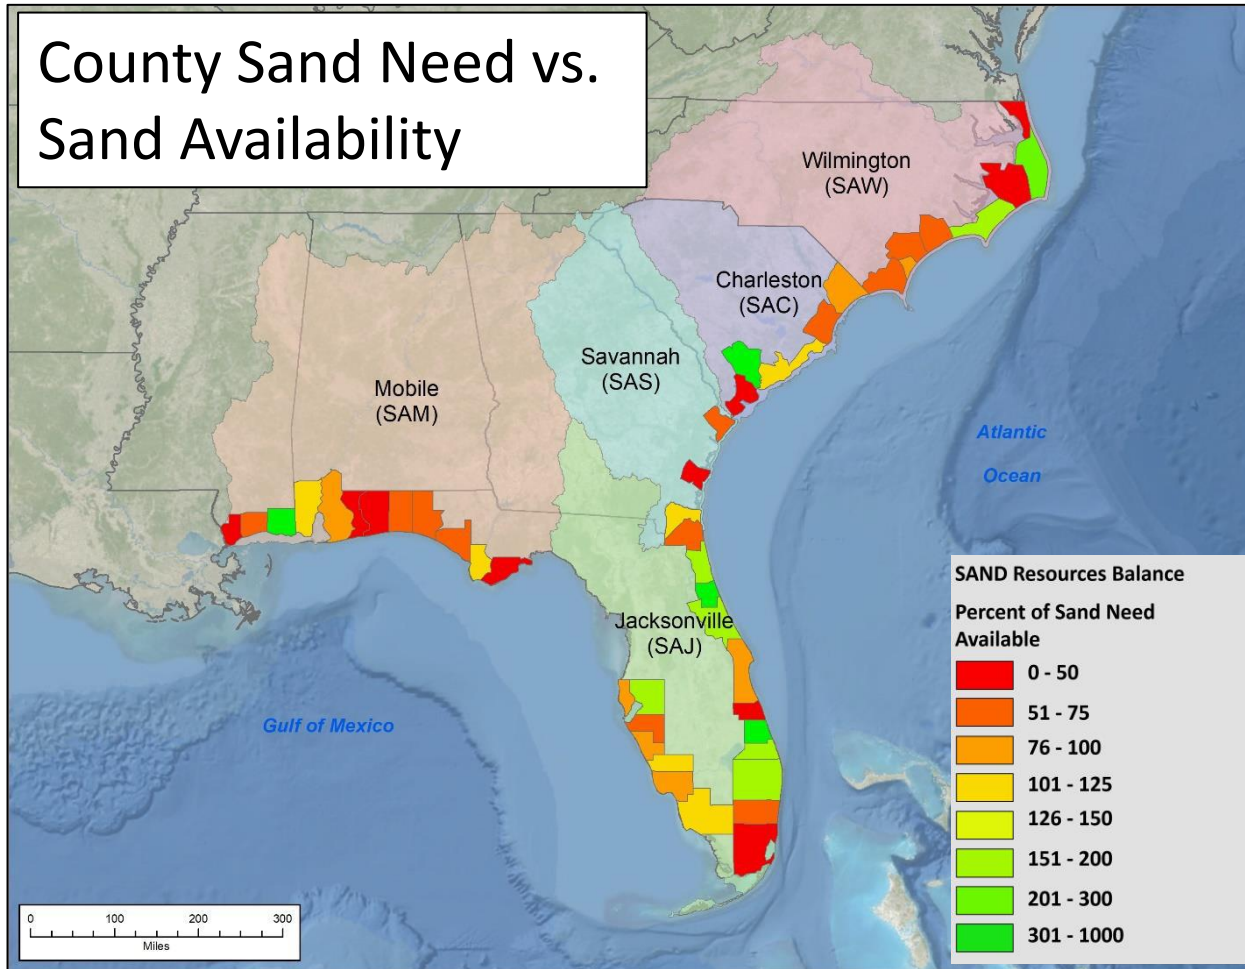 County Sand Need vs.
Sand Availability
Wilmington
(SAW)
Charleston
(SAC)
Savannah
(SAS)
Mobile
(SAM)
Atlantic
Ocean
Jacksonville
(SAJ)
Gulf of Mexico
SAND Resources Balance
Percent of Sand Need
Available
0 - 50
51 - 75
76 - 100
101 - 125
126 - 150
151 - 200
201 - 300
301 - 1000
0 100 200 300
Miles